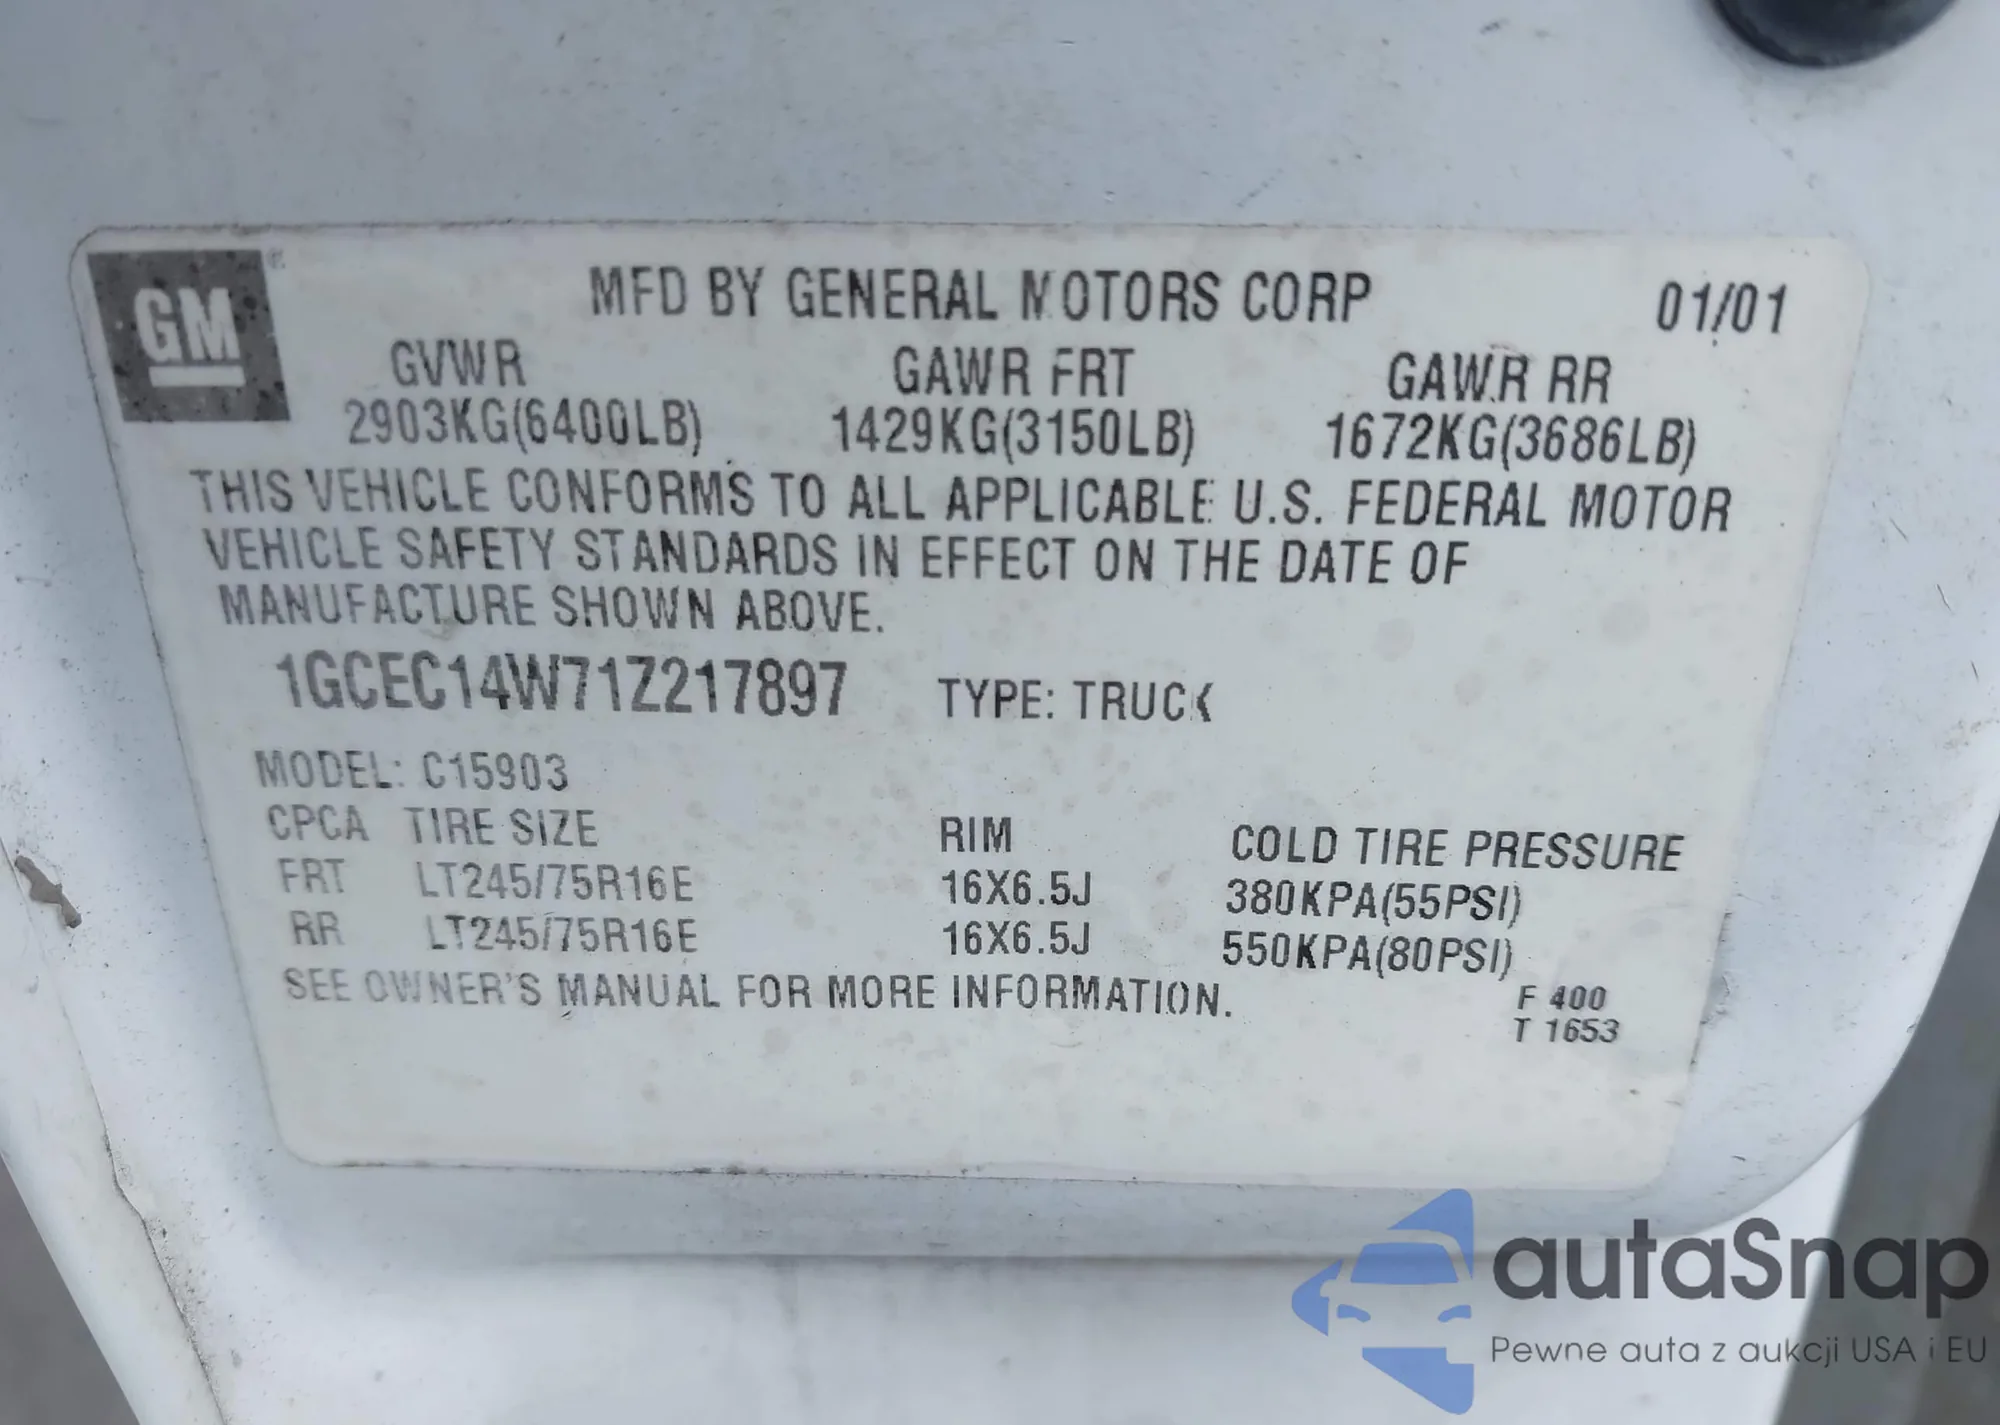 GM
MFD BY GENERAL MOTORS CORP 01/01
GVWR GAWR FRT GAWR RR
2903KG(6400LB) 1429KG(3150LB) 1672KG(3686LB)
THIS VEHICLE CONFORMS TO ALL APPLICABLE U.S. FEDERAL MOTOR
VEHICLE SAFETY STANDARDS IN EFFECT ON THE DATE OF
MANUFACTURE SHOWN ABOVE.
1GCEC14W71Z217897 TYPE: TRUCK
MODEL: C15903
CPCA TIRE SIZE RIM COLD TIRE PRESSURE
FRT LT245/75R16E 16X6.5J 380KPA(55PSI)
RR LT245/75R16E 16X6.5J 550KPA(80PSI)
SEE OWNER'S MANUAL FOR MORE INFORMATION.
F 400
T 1653
autaSnap
Pewne auta z aukcji USA i EU